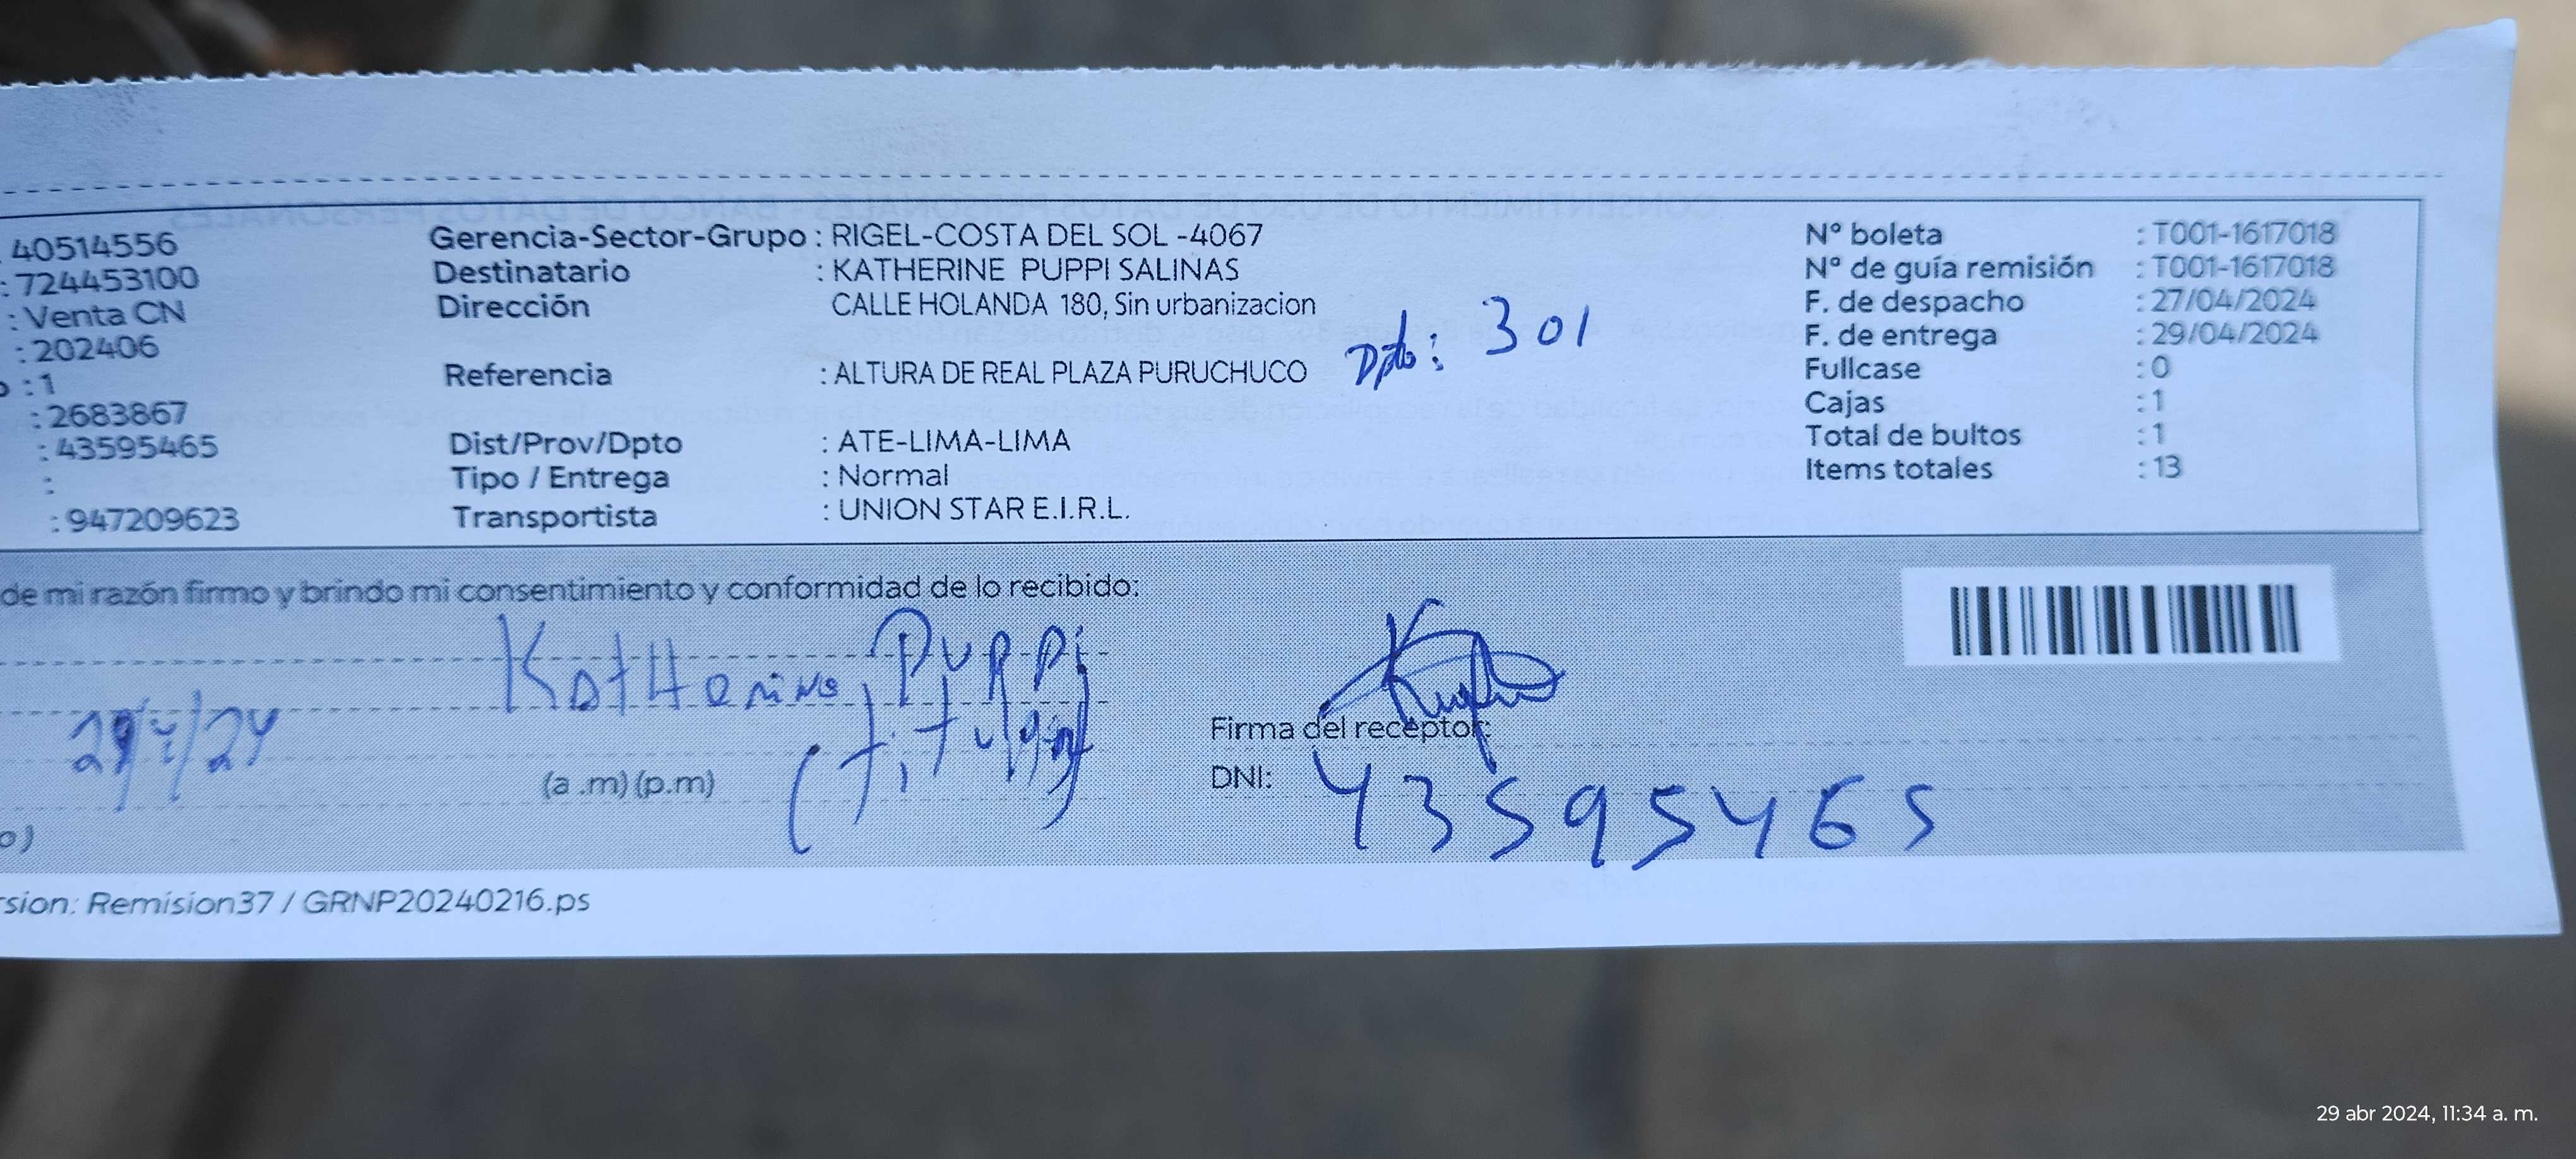 40514556
: 724453100
: Venta CN
: 202406
o : 1
: 2683867
: 43595465
:
: 947209623
Gerencia-Sector-Grupo : RIGEL-COSTA DEL SOL -4067
Destinatario : KATHERINE PUPPI SALINAS
Dirección CALLE HOLANDA 180, Sin urbanizacion
Dpto: 301
Referencia : ALTURA DE REAL PLAZA PURUCHUCO
Dist/Prov/Dpto : ATE-LIMA-LIMA
Tipo / Entrega : Normal
Transportista : UNION STAR E.I.R.L.
Nº boleta : T001-1617018
Nº de guía remisión : T001-1617018
F. de despacho : 27/04/2024
F. de entrega : 29/04/2024
Fullcase : 0
Cajas : 1
Total de bultos : 1
Items totales : 13
de mi razón firmo y brindo mi consentimiento y conformidad de lo recibido:
Katherine Puppi
(titular)
(a .m) (p.m)
Firma del receptor:
DNI: 43595465
o)
rsion: Remision37 / GRNP20240216.ps
29 abr 2024, 11:34 a. m.